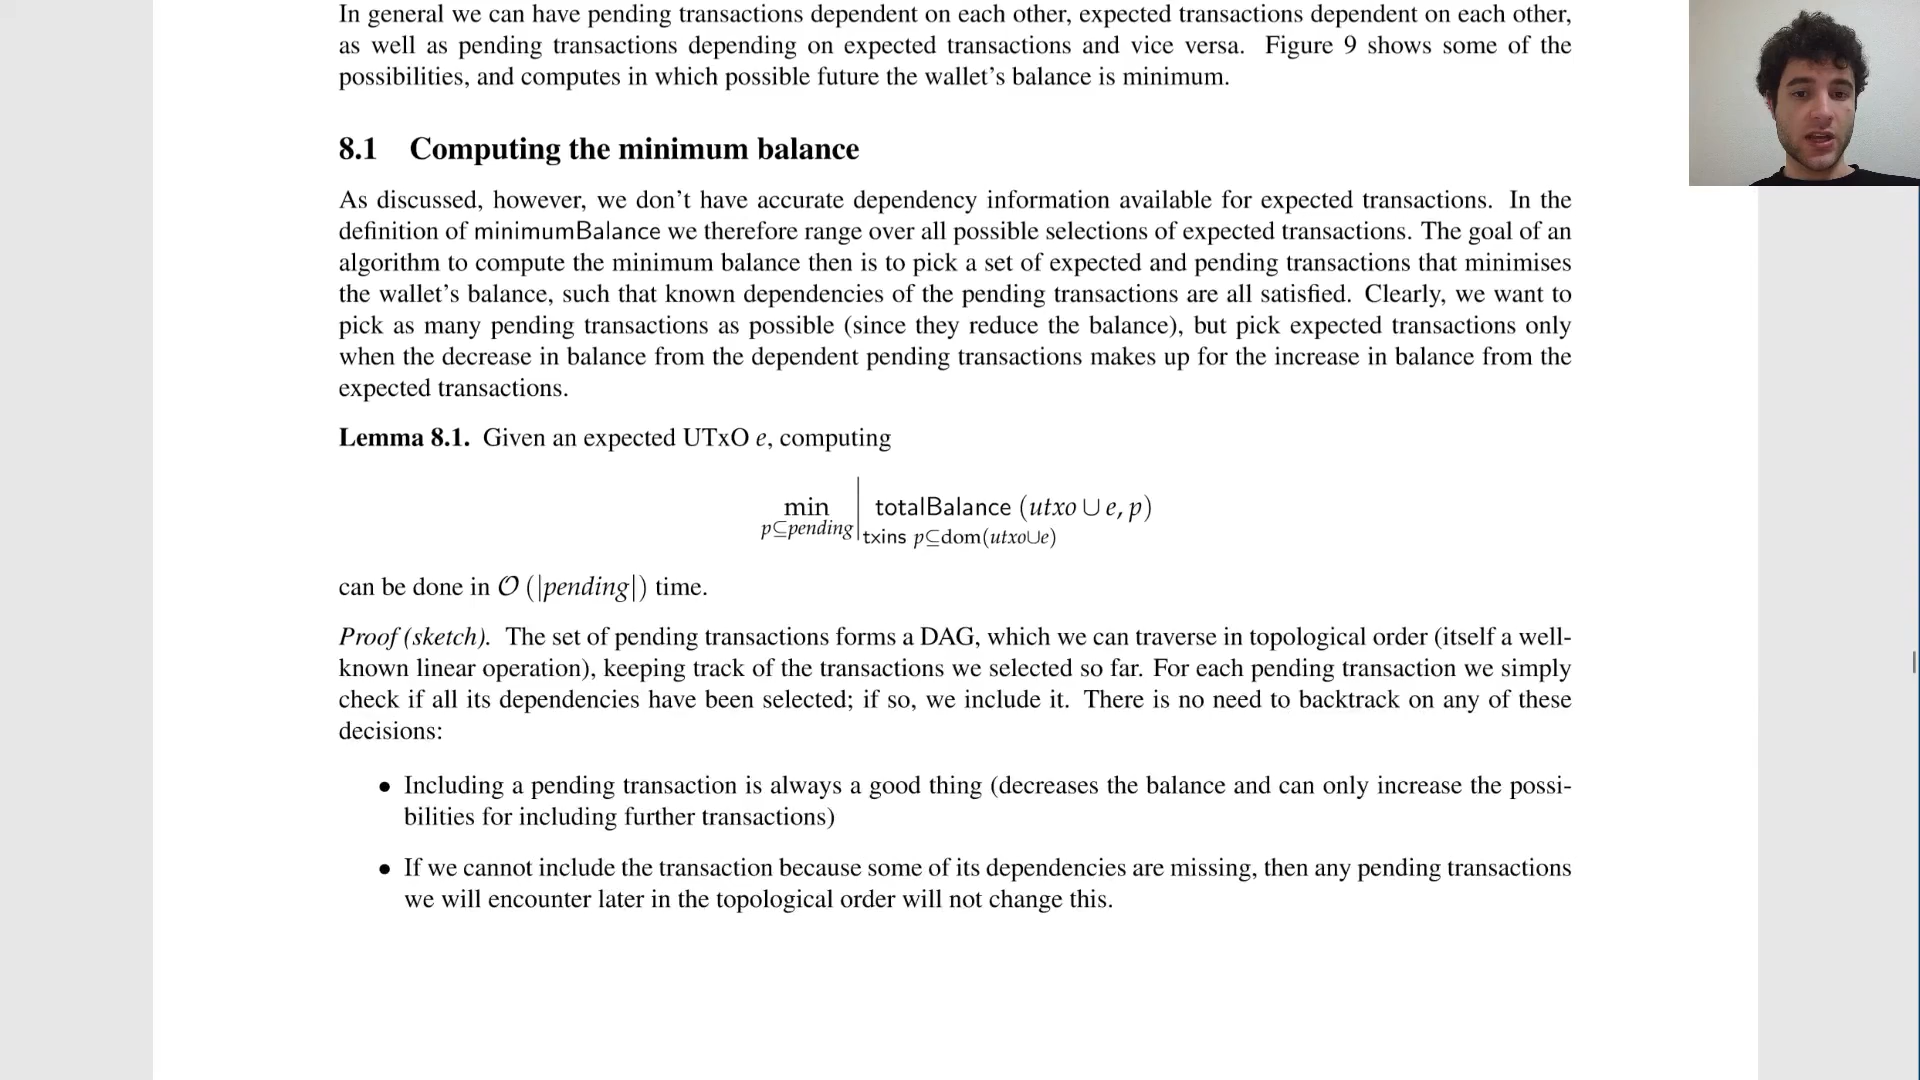 In general we can have pending transactions dependent on each other, expected transactions dependent on each other,
as well as pending transactions depending on expected transactions and vice versa. Figure 9 shows some of the
possibilities, and computes in which possible future the wallet’s balance is minimum.
8.1 Computing the minimum balance
As discussed, however, we don’t have accurate dependency information available for expected transactions. In the
definition of minimumBalance we therefore range over all possible selections of expected transactions. The goal of an
algorithm to compute the minimum balance then is to pick a set of expected and pending transactions that minimises
the wallet’s balance, such that known dependencies of the pending transactions are all satisfied. Clearly, we want to
pick as many pending transactions as possible (since they reduce the balance), but pick expected transactions only
when the decrease in balance from the dependent pending transactions makes up for the increase in balance from the
expected transactions.
Lemma 8.1. Given an expected UTxO e, computing
min | totalBalance (utxo ∪ e, p)
p⊆pending | txins p⊆dom(utxo∪e)
can be done in O (|pending|) time.
Proof (sketch). The set of pending transactions forms a DAG, which we can traverse in topological order (itself a well-
known linear operation), keeping track of the transactions we selected so far. For each pending transaction we simply
check if all its dependencies have been selected; if so, we include it. There is no need to backtrack on any of these
decisions:
• Including a pending transaction is always a good thing (decreases the balance and can only increase the possi-
bilities for including further transactions)
• If we cannot include the transaction because some of its dependencies are missing, then any pending transactions
we will encounter later in the topological order will not change this.